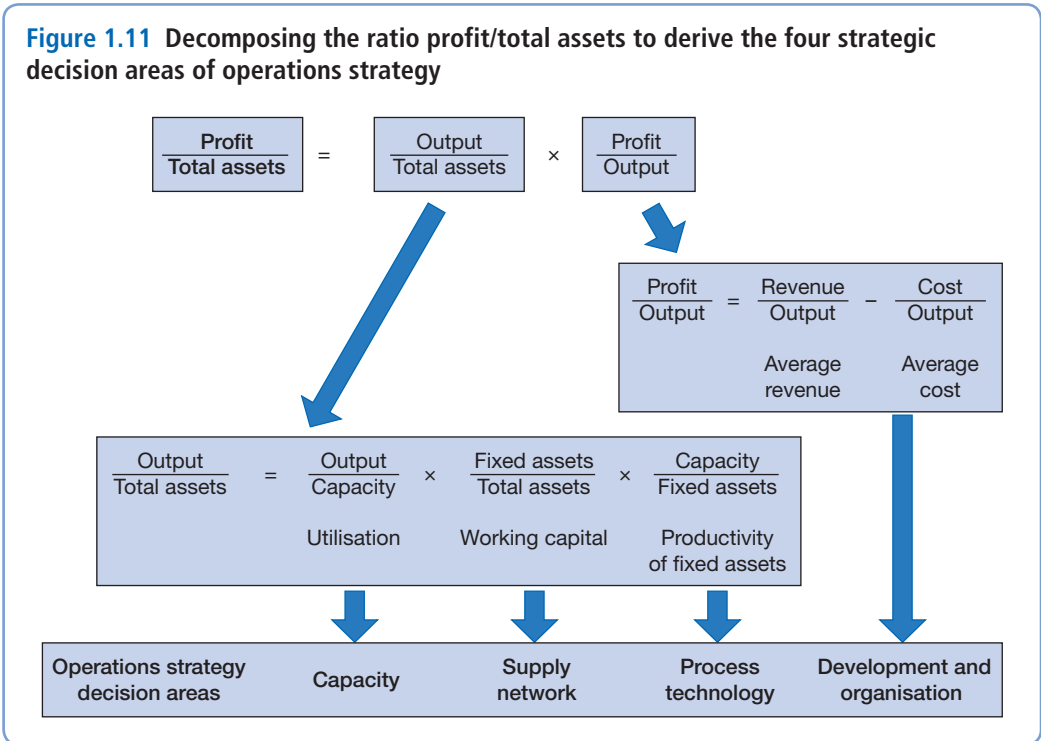 Figure 1.11 Decomposing the ratio profit/total assets to derive the four strategic
decision areas of operations strategy
Profit
Total assets
=
Output
Total assets
×
Profit
Output
Profit
Output
=
Revenue
Output
−
Cost
Output
Average
revenue
Average
cost
Output
Total assets
=
Output
Capacity
×
Fixed assets
Total assets
×
Capacity
Fixed assets
Utilisation
Working capital
Productivity
of fixed assets
Operations strategy
decision areas
Capacity
Supply
network
Process
technology
Development and
organisation